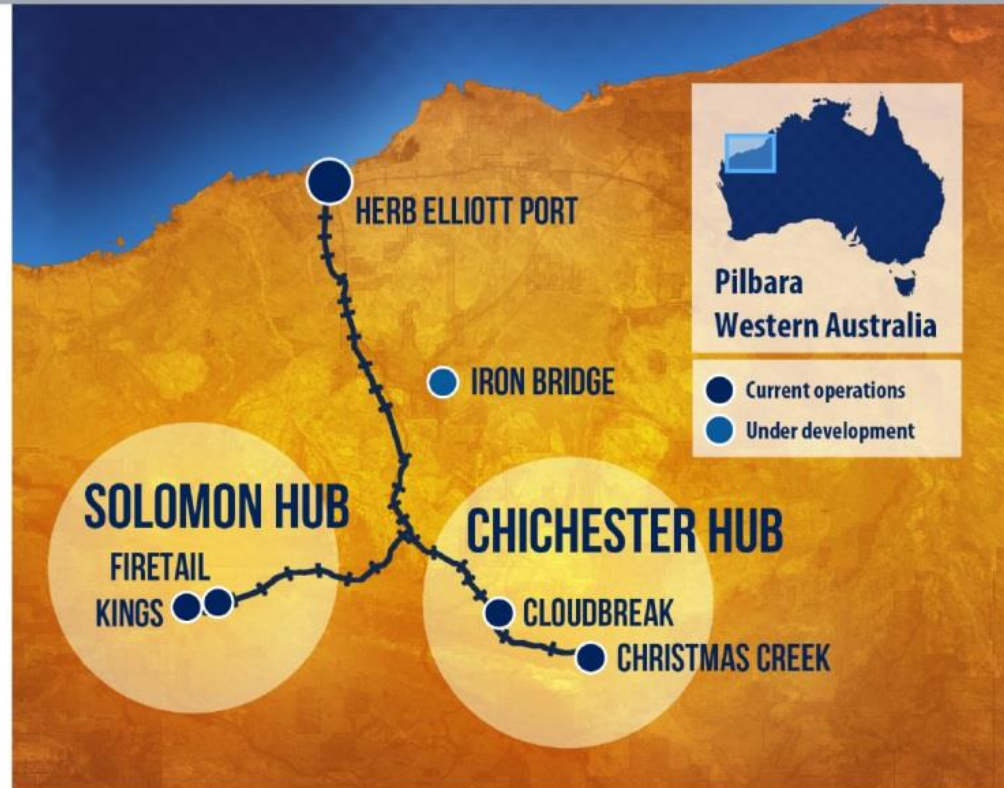 HERB ELLIOTT PORT
Pilbara
Western Australia
IRON BRIDGE
Current operations
Under development
SOLOMON HUB
FIRETAIL
KINGS
CHICHESTER HUB
CLOUDBREAK
CHRISTMAS CREEK